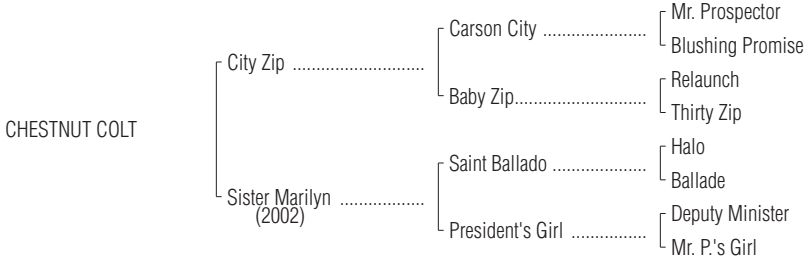 Mr. Prospector
Carson City ......................
Blushing Promise
City Zip ............................
Relaunch
Baby Zip............................
Thirty Zip
CHESTNUT COLT
Halo
Saint Ballado ....................
Ballade
Sister Marilyn ..................
(2002)
Deputy Minister
President's Girl ................
Mr. P.'s Girl